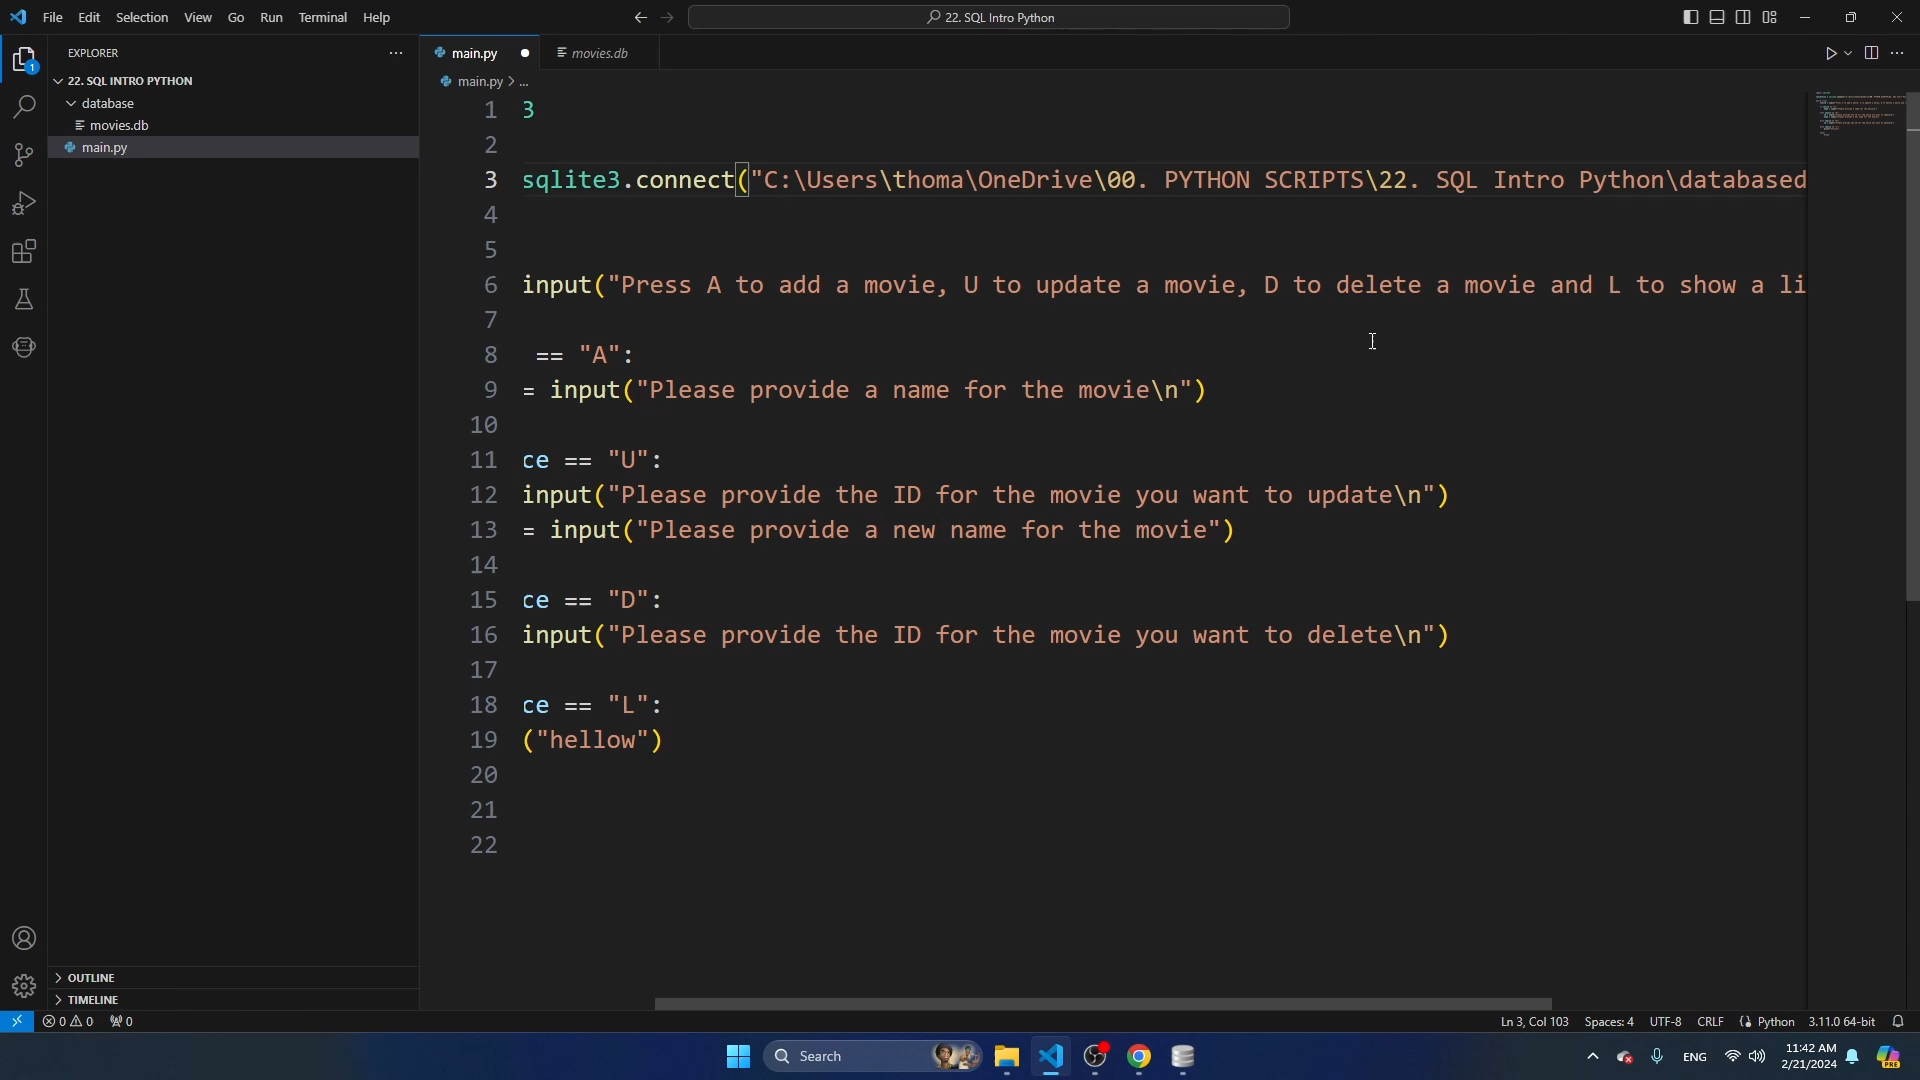 File Edit Selection View Go Run Terminal Help
22. SQL Intro Python
EXPLORER
22. SQL INTRO PYTHON
database
movies.db
main.py
OUTLINE
TIMELINE
main.py
movies.db
main.py > ...
1 3
2
3 sqlite3.connect("C:\Users\thoma\OneDrive\00. PYTHON SCRIPTS\22. SQL Intro Python\databased
4
5
6 input("Press A to add a movie, U to update a movie, D to delete a movie and L to show a li
7
8 == "A":
9 = input("Please provide a name for the movie\n")
10
11 ce == "U":
12 input("Please provide the ID for the movie you want to update\n")
13 = input("Please provide a new name for the movie")
14
15 ce == "D":
16 input("Please provide the ID for the movie you want to delete\n")
17
18 ce == "L":
19 ("hellow")
20
21
22
1
0 0 0
Ln 3, Col 103 Spaces: 4 UTF-8 CRLF Python 3.11.0 64-bit
Search
ENG
11:42 AM
2/21/2024
PRE